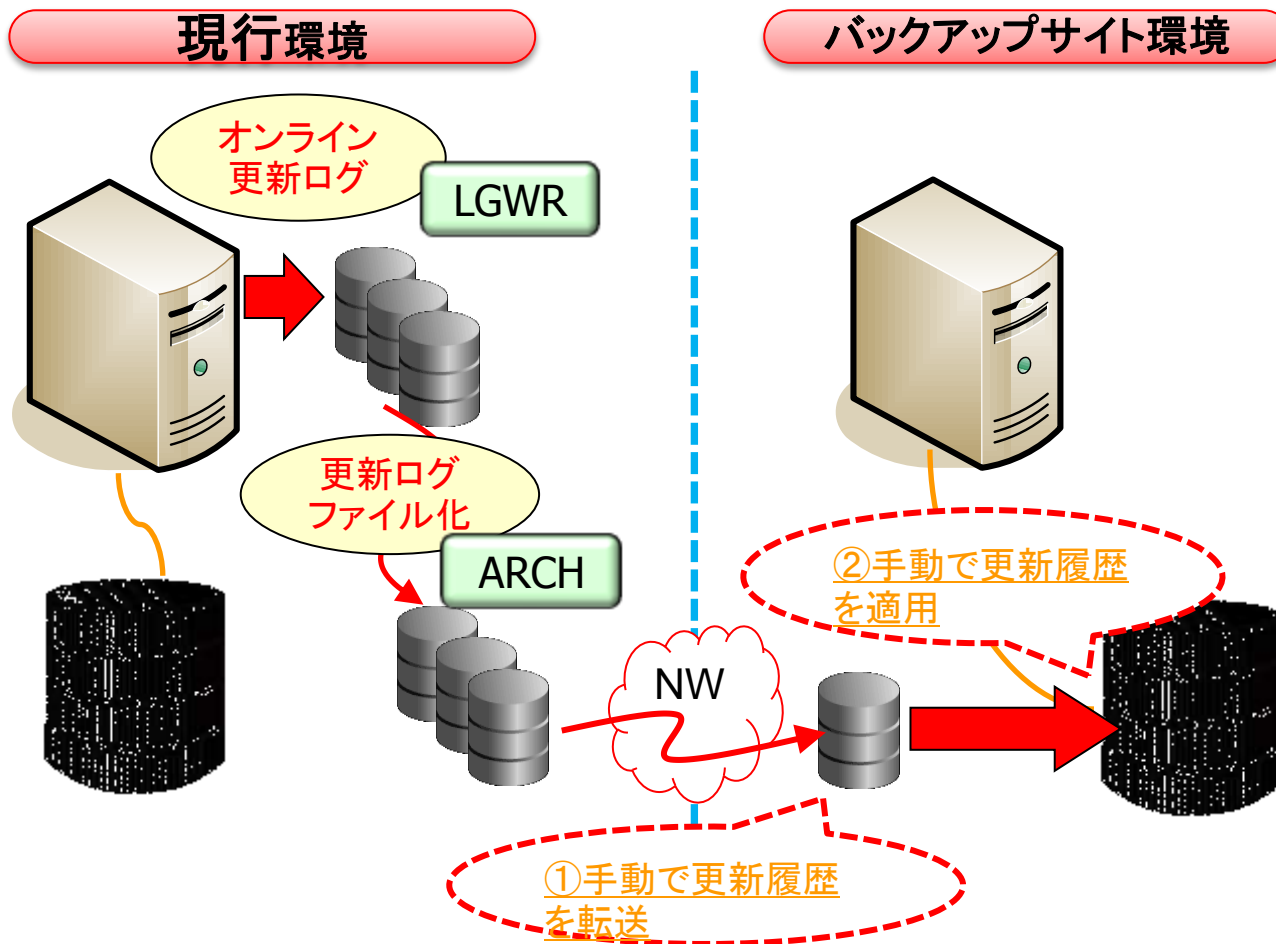 現行環境
バックアップサイト環境
オンライン
更新ログ
LGWR
更新ログ
ファイル化
ARCH
②手動で更新履歴
を適用
NW
①手動で更新履歴
を転送